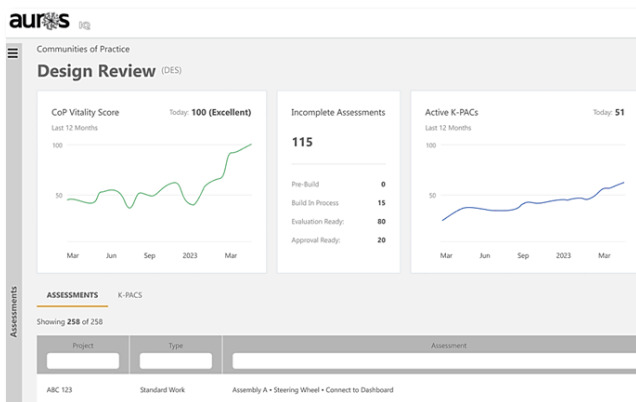 auros IQ
Communities of Practice
Design Review (DES)
CoP Vitality Score Today: 100 (Excellent)
Last 12 Months
100
50
Mar Jun Sep 2023 Mar
Incomplete Assessments
115
Pre-Build 0
Build In Process 15
Evaluation Ready: 80
Approval Ready: 20
Active K-PACs Today: 51
Last 12 Months
100
50
Mar Jun Sep 2023 Mar
Assessments
ASSESSMENTS K-PACS
Showing 258 of 258
Project Type Assessment
ABC 123 Standard Work Assembly A • Steering Wheel • Connect to Dashboard